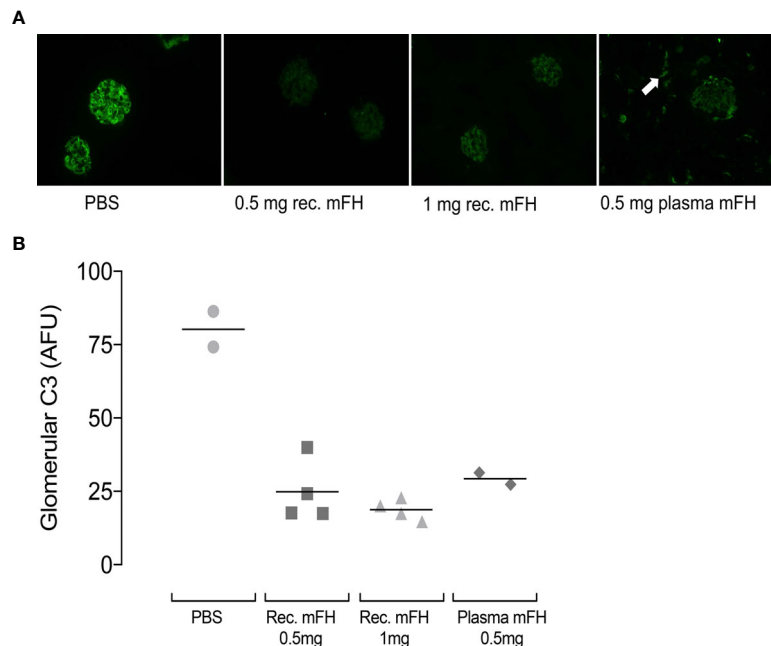 A
PBS
0.5 mg rec. mFH
1 mg rec. mFH
0.5 mg plasma mFH
B
Glomerular C3 (AFU)
100
75
50
25
0
PBS
Rec. mFH
0.5mg
Rec. mFH
1mg
Plasma mFH
0.5mg